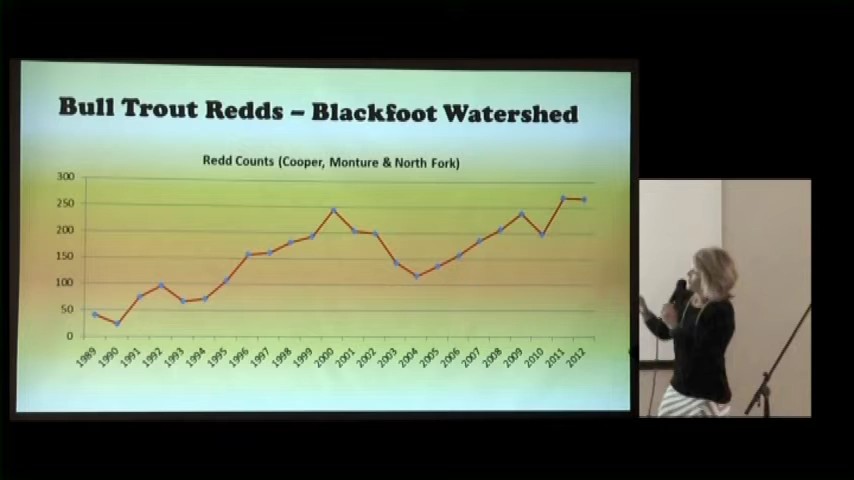 Bull Trout Redds – Blackfoot Watershed
Redd Counts (Cooper, Monture & North Fork)
300
250
200
150
100
50
0
1989 1990 1991 1992 1993 1994 1995 1996 1997 1998 1999 2000 2001 2002 2003 2004 2005 2006 2007 2008 2009 2010 2011 2012